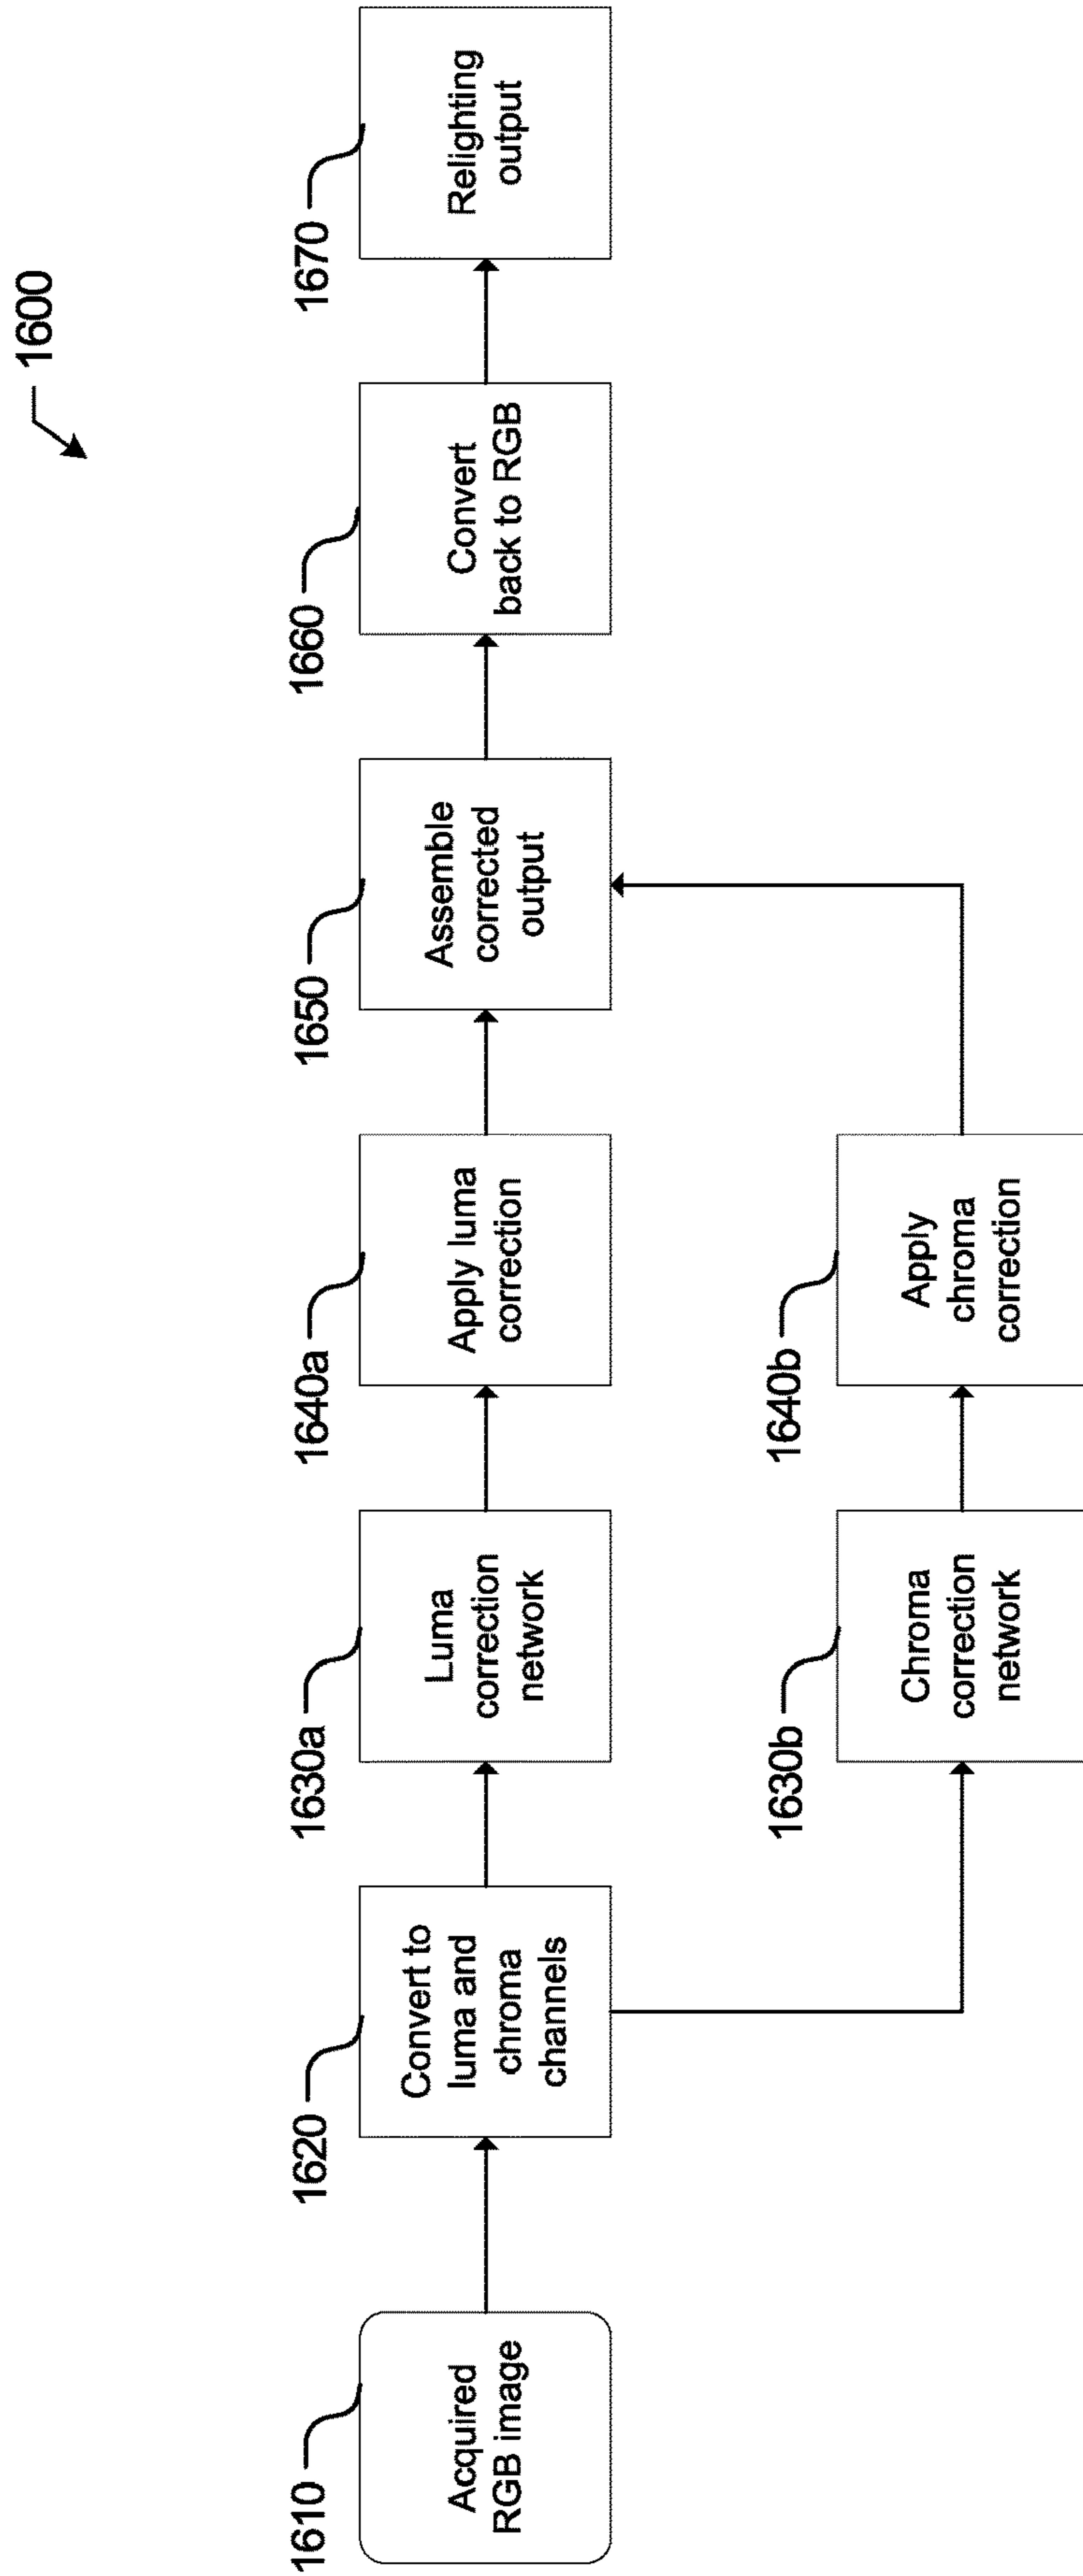 1600
1610
Acquired
RGB image
1620
Convert to
luma and
chroma
channels
1630a
Luma
correction
network
1640a
Apply luma
correction
1650
Assemble
corrected
output
1660
Convert
back to RGB
1670
Relighting
output
1630b
Chroma
correction
network
1640b
Apply
chroma
correction